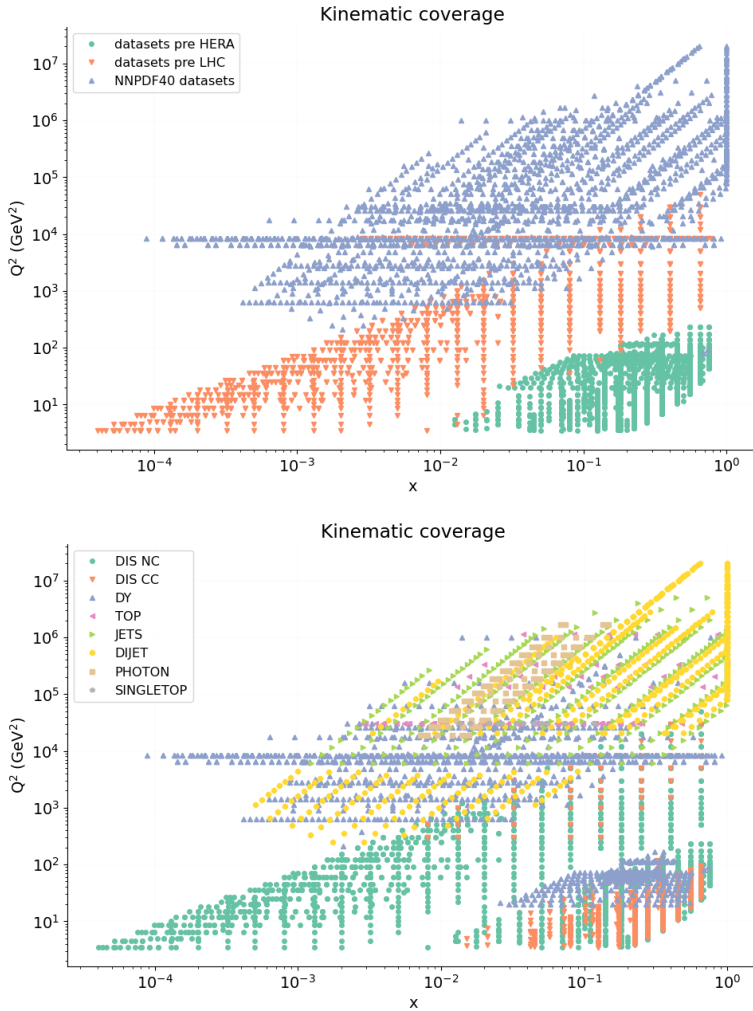 Kinematic coverage
datasets pre HERA
datasets pre LHC
NNPDF40 datasets
Q² (GeV²)
10⁷
10⁶
10⁵
10⁴
10³
10²
10¹
10⁻⁴
10⁻³
10⁻²
10⁻¹
10⁰
x
Kinematic coverage
DIS NC
DIS CC
DY
TOP
JETS
DIJET
PHOTON
SINGLETOP
Q² (GeV²)
10⁷
10⁶
10⁵
10⁴
10³
10²
10¹
10⁻⁴
10⁻³
10⁻²
10⁻¹
10⁰
x